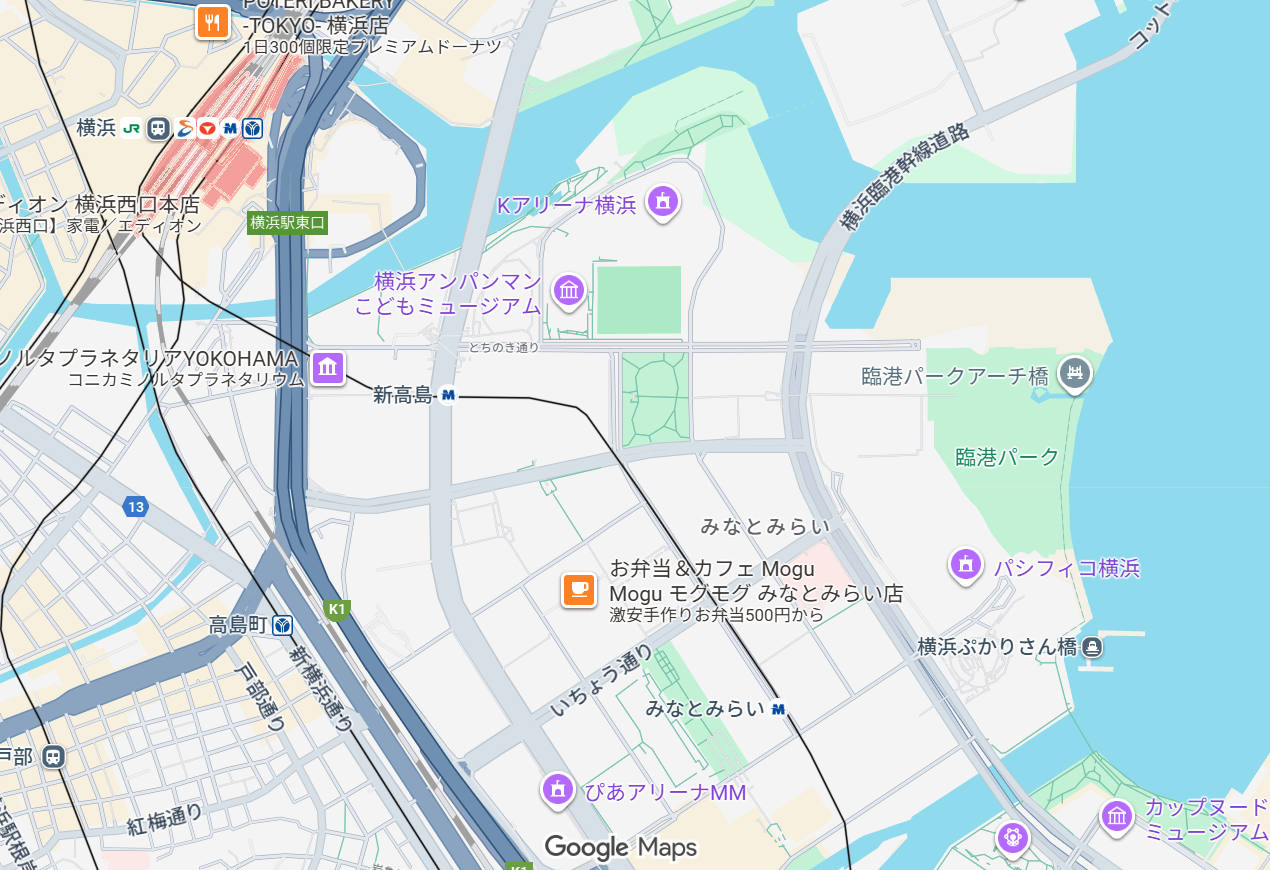 POTERI BAKERY
-TOKYO- 横浜店
1日300個限定プレミアムドーナツ
コット
横浜 JR
横浜臨港幹線道路
ディオン 横浜西口本店
浜西口】家電／エディオン
横浜駅東口
Kアリーナ横浜
横浜アンパンマン
こどもミュージアム
とちのき通り
ノルタプラネタリアYOKOHAMA
コニカミノルタプラネタリウム
新高島
臨港パークアーチ橋
臨港パーク
13
みなとみらい
お弁当＆カフェ Mogu
Mogu モグモグ みなとみらい店
激安手作りお弁当500円から
パシフィコ横浜
K1
高島町
横浜ぷかりさん橋
新横浜通り
戸部通り
いちょう通り
みなとみらい
戸部
ぴあアリーナMM
紅梅通り
カップヌード
ミュージアム
Google Maps
K1